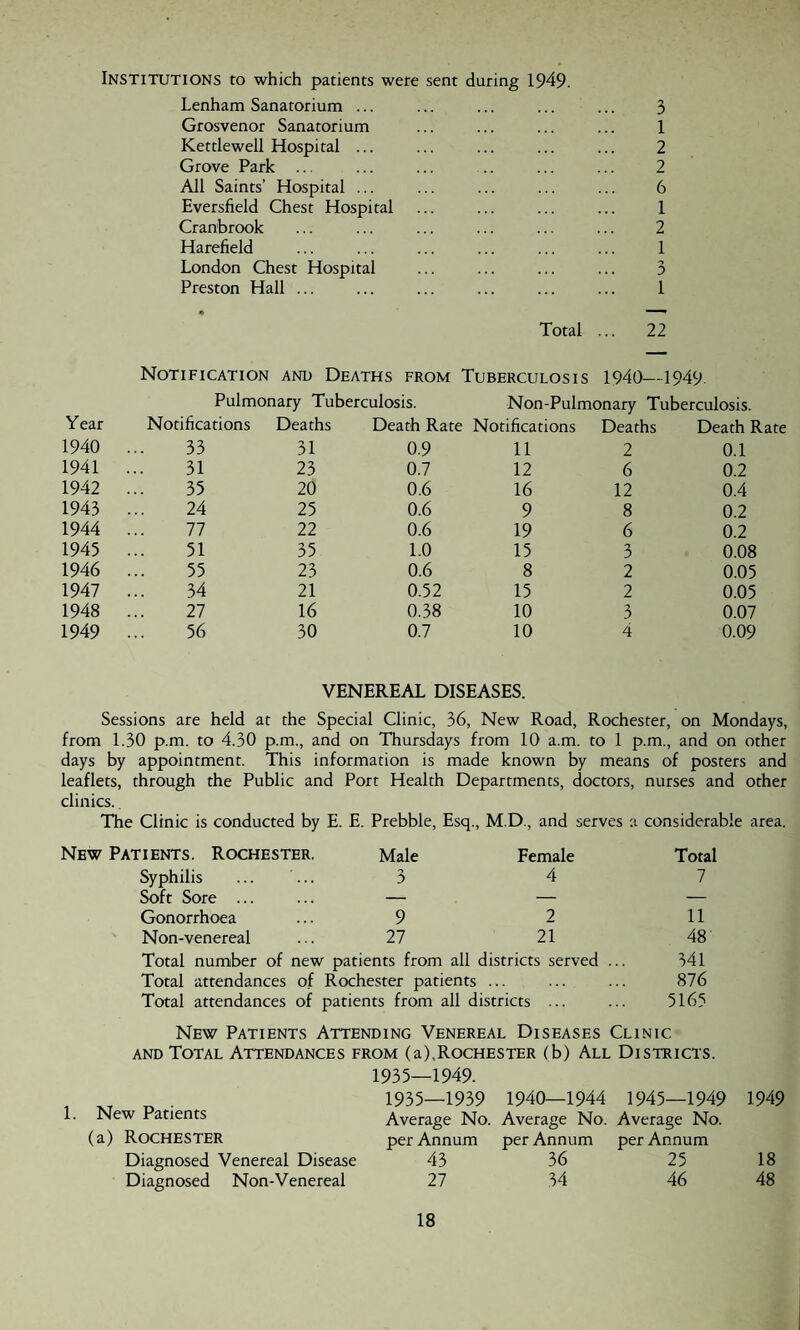 INSTITUTIONS to which patients were sent during 1949.
Lenham Sanatorium ... ... ... ... ... 3
Grosvenor Sanatorium ... ... ... ... 1
Kettlewell Hospital ... ... ... ... ... 2
Grove Park ... ... ... .. ... ... 2
All Saints' Hospital ... ... ... ... ... 6
Eversfield Chest Hospital ... ... ... ... 1
Cranbrook ... ... ... ... ... ... 2
Harefield ... ... ... ... ... ... 1
London Chest Hospital ... ... ... ... 3
Preston Hall ... ... ... ... ... ... 1
Total ... 22
NOTIFICATION AND DEATHS FROM TUBERCULOSIS 1940—1949.
Pulmonary Tuberculosis. Non-Pulmonary Tuberculosis.
Year Notifications Deaths Death Rate Notifications Deaths Death Rate
1940 ... 33 31 0.9 11 2 0.1
1941 ... 31 23 0.7 12 6 0.2
1942 ... 35 20 0.6 16 12 0.4
1943 ... 24 25 0.6 9 8 0.2
1944 ... 77 22 0.6 19 6 0.2
1945 ... 51 35 1.0 15 3 0.08
1946 ... 55 23 0.6 8 2 0.05
1947 ... 34 21 0.52 15 2 0.05
1948 ... 27 16 0.38 10 3 0.07
1949 ... 56 30 0.7 10 4 0.09
VENEREAL DISEASES.
Sessions are held at the Special Clinic, 36, New Road, Rochester, on Mondays,
from 1.30 p.m. to 4.30 p.m., and on Thursdays from 10 a.m. to 1 p.m., and on other
days by appointment. This information is made known by means of posters and
leaflets, through the Public and Port Health Departments, doctors, nurses and other
clinics.
The Clinic is conducted by E. E. Prebble, Esq., M.D., and serves a considerable area.
NEW PATIENTS. ROCHESTER. Male Female Total
Syphilis ... ... 3 4 7
Soft Sore ... ... — — —
Gonorrhoea ... 9 2 11
Non-venereal ... 27 21 48
Total number of new patients from all districts served ... 341
Total attendances of Rochester patients ... ... ... 876
Total attendances of patients from all districts ... ... 5165
NEW PATIENTS ATTENDING VENEREAL DISEASES CLINIC
AND TOTAL ATTENDANCES FROM (a) ROCHESTER (b) ALL DISTRICTS.
1935—1949.
1935—1939 1940—1944 1945—1949 1949
1. New Patients Average No. Average No. Average No.
(a) ROCHESTER per Annum per Annum per Annum
Diagnosed Venereal Disease 43 36 25 18
Diagnosed Non-Venereal 27 34 46 48
18